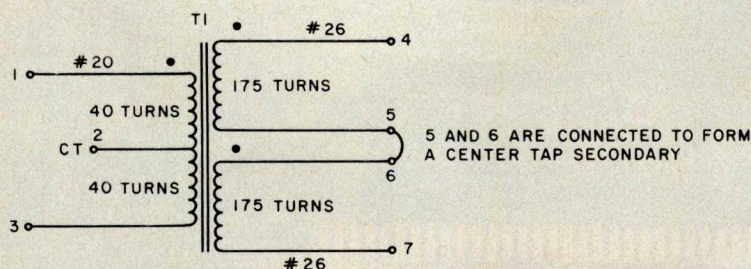 T1
#20
#26
1
4
40 TURNS
175 TURNS
2
CT
5
5 AND 6 ARE CONNECTED TO FORM
A CENTER TAP SECONDARY
6
40 TURNS
175 TURNS
3
7
#26